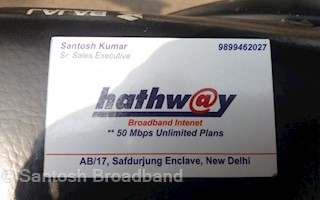 BAJAJ
Santosh Kumar 9899462027
Sr. Sales Executive
hathw@y
Broadband Intenet
** 50 Mbps Unlimited Plans
AB/17, Safdurjung Enclave, New Delhi
Santosh Broadband